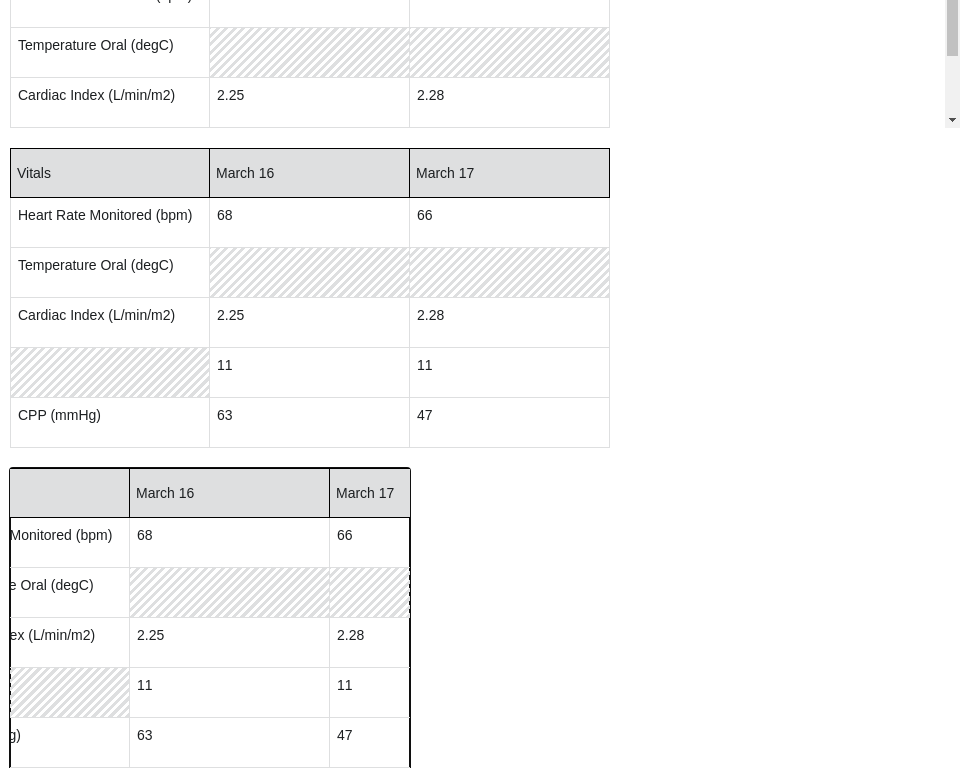 Temperature Oral (degC)
Cardiac Index (L/min/m2) 2.25 2.28
Vitals March 16 March 17
Heart Rate Monitored (bpm) 68 66
Temperature Oral (degC)
Cardiac Index (L/min/m2) 2.25 2.28
11 11
CPP (mmHg) 63 47
March 16 March 17
Monitored (bpm) 68 66
e Oral (degC)
ex (L/min/m2) 2.25 2.28
11 11
g) 63 47